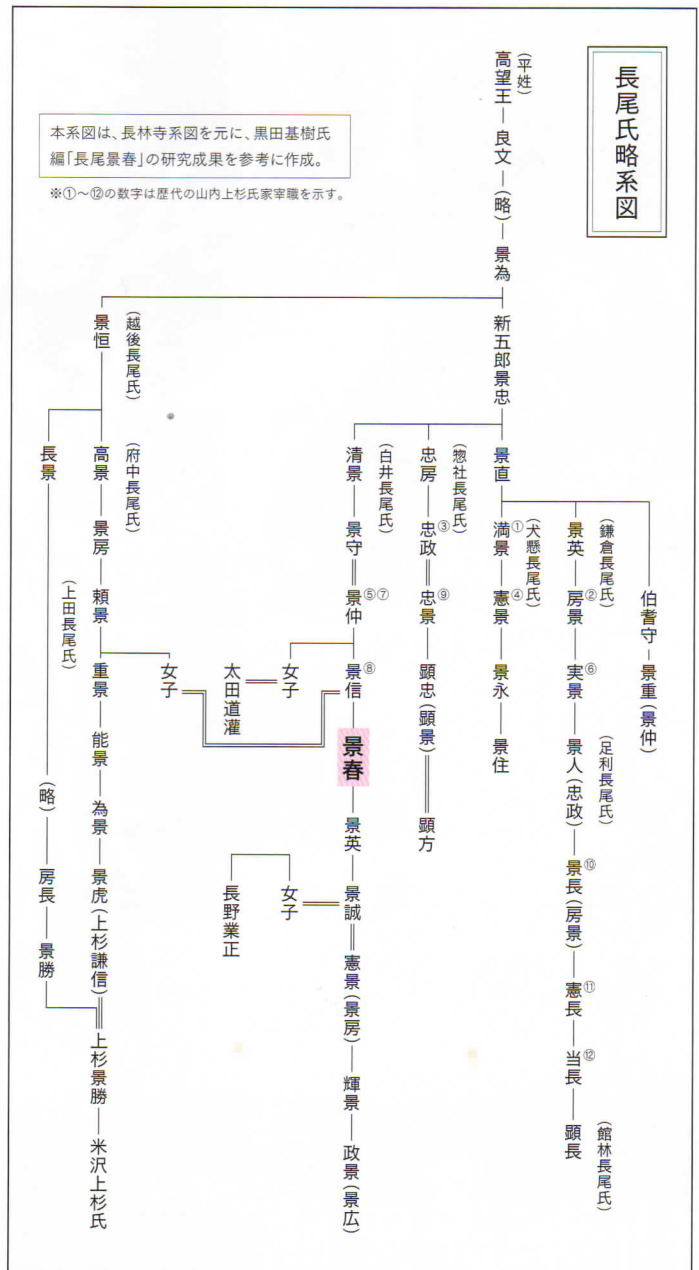 長尾氏略系図
(平姓)
高望王 ― 良文 ―(略)― 景為
新五郎景忠
伯耆守 ― 景重(景仲)
(鎌倉長尾氏)
景英 ― 房景② ― 実景⑥ ― 景人(忠政) ― 景長(房景)⑩ ― 憲長⑪ ― 当長⑫ ― 顕長
(足利長尾氏)
(館林長尾氏)
(犬懸長尾氏)
景直 ― 満景① ― 憲景④ ― 景永 ― 景住
(惣社長尾氏)
忠房 ― 忠政③ ═ 忠景⑨ ― 顕忠(顕景) ═ 顕方
(白井長尾氏)
清景 ― 景守 ═ 景仲⑤⑦ ― 景信⑧ ― 景春 ― 景英 ― 景誠 ═ 憲景(景房) ― 輝景 ― 政景(景広)
女子
太田道灌
女子
女子
長野業正
(越後長尾氏)
景恒
(府中長尾氏)
高景 ― 景房 ― 頼景 ― 重景 ― 能景 ― 為景 ― 景虎(上杉謙信) ═ 上杉景勝 ― 米沢上杉氏
(上田長尾氏)
長景 ―(略)― 房長 ― 景勝
本系図は、長林寺系図を元に、黒田基樹氏
編「長尾景春」の研究成果を参考に作成。
※①〜⑫の数字は歴代の山内上杉氏家宰職を示す。